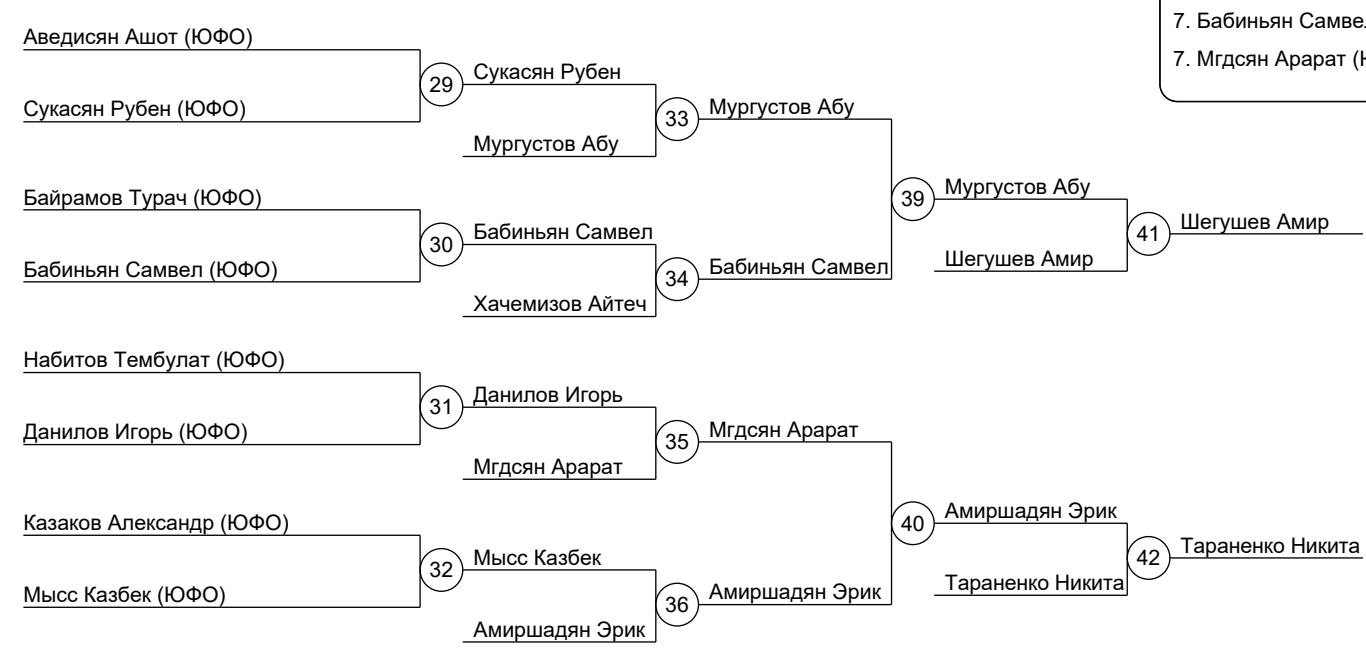 7. Бабиньян Самвел
7. Мгдсян Арарат
Аведисян Ашот (ЮФО)
29
Сукасян Рубен
Сукасян Рубен (ЮФО)
33
Мургустов Абу
Мургустов Абу
Байрамов Турач (ЮФО)
39
Мургустов Абу
30
Бабиньян Самвел
41
Шегушев Амир
Бабиньян Самвел (ЮФО)
34
Бабиньян Самвел
Шегушев Амир
Хачемизов Айтеч
Набитов Тембулат (ЮФО)
31
Данилов Игорь
Данилов Игорь (ЮФО)
35
Мгдсян Арарат
Мгдсян Арарат
Казаков Александр (ЮФО)
40
Амиршадян Эрик
32
Мысс Казбек
42
Тараненко Никита
Мысс Казбек (ЮФО)
36
Амиршадян Эрик
Тараненко Никита
Амиршадян Эрик